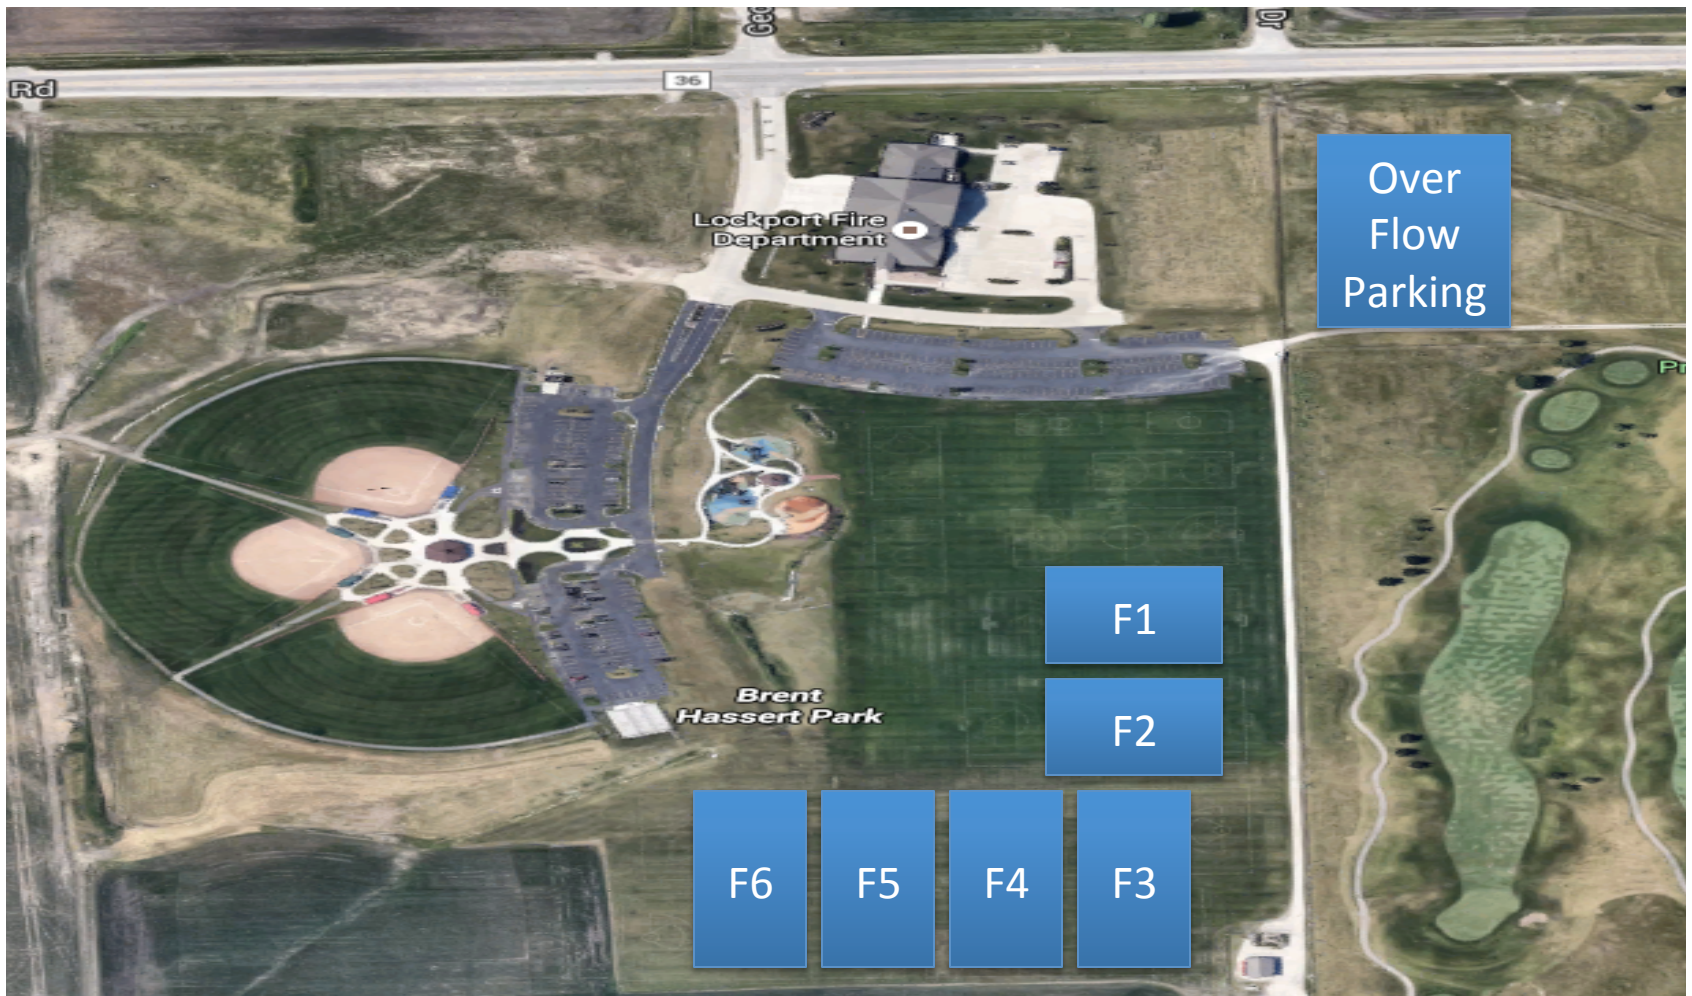 Rd
36
Over
Flow
Parking
Lockport Fire
Department
F1
Brent
Hassert Park
F2
F6
F5
F4
F3